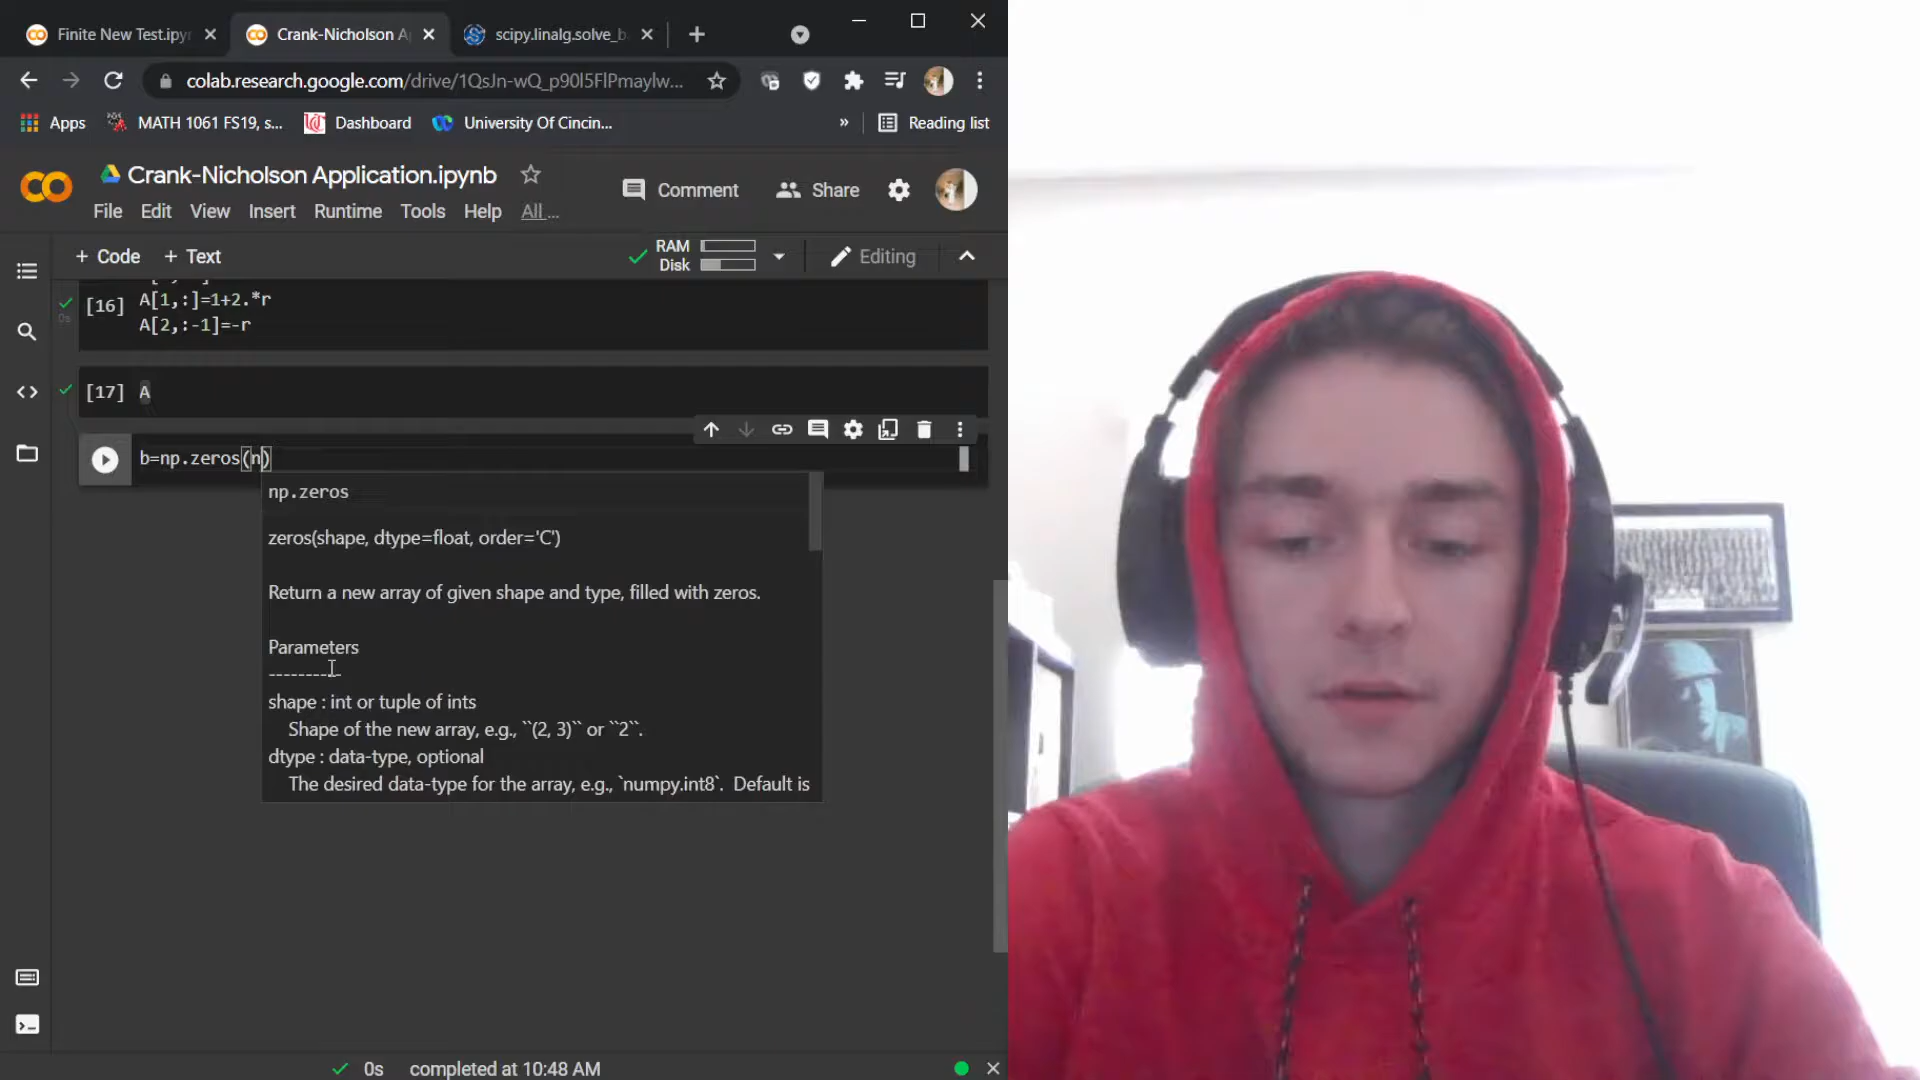 Finite New Test.ipyn
Crank-Nicholson A
scipy.linalg.solve_b
colab.research.google.com/drive/1QsJn-wQ_p90l5FlPmaylw...
Apps
MATH 1061 FS19, s...
Dashboard
University Of Cincin...
»
Reading list
Crank-Nicholson Application.ipynb
Comment
Share
File Edit View Insert Runtime Tools Help All ...
+ Code + Text
RAM
Disk
Editing
[16] A[1,:]=1+2.*r
A[2,:-1]=-r
[17] A
b=np.zeros(n)
np.zeros
zeros(shape, dtype=float, order='C')
Return a new array of given shape and type, filled with zeros.
Parameters
----------
shape : int or tuple of ints
Shape of the new array, e.g., ``(2, 3)`` or ``2``.
dtype : data-type, optional
The desired data-type for the array, e.g., `numpy.int8`. Default is
0s completed at 10:48 AM